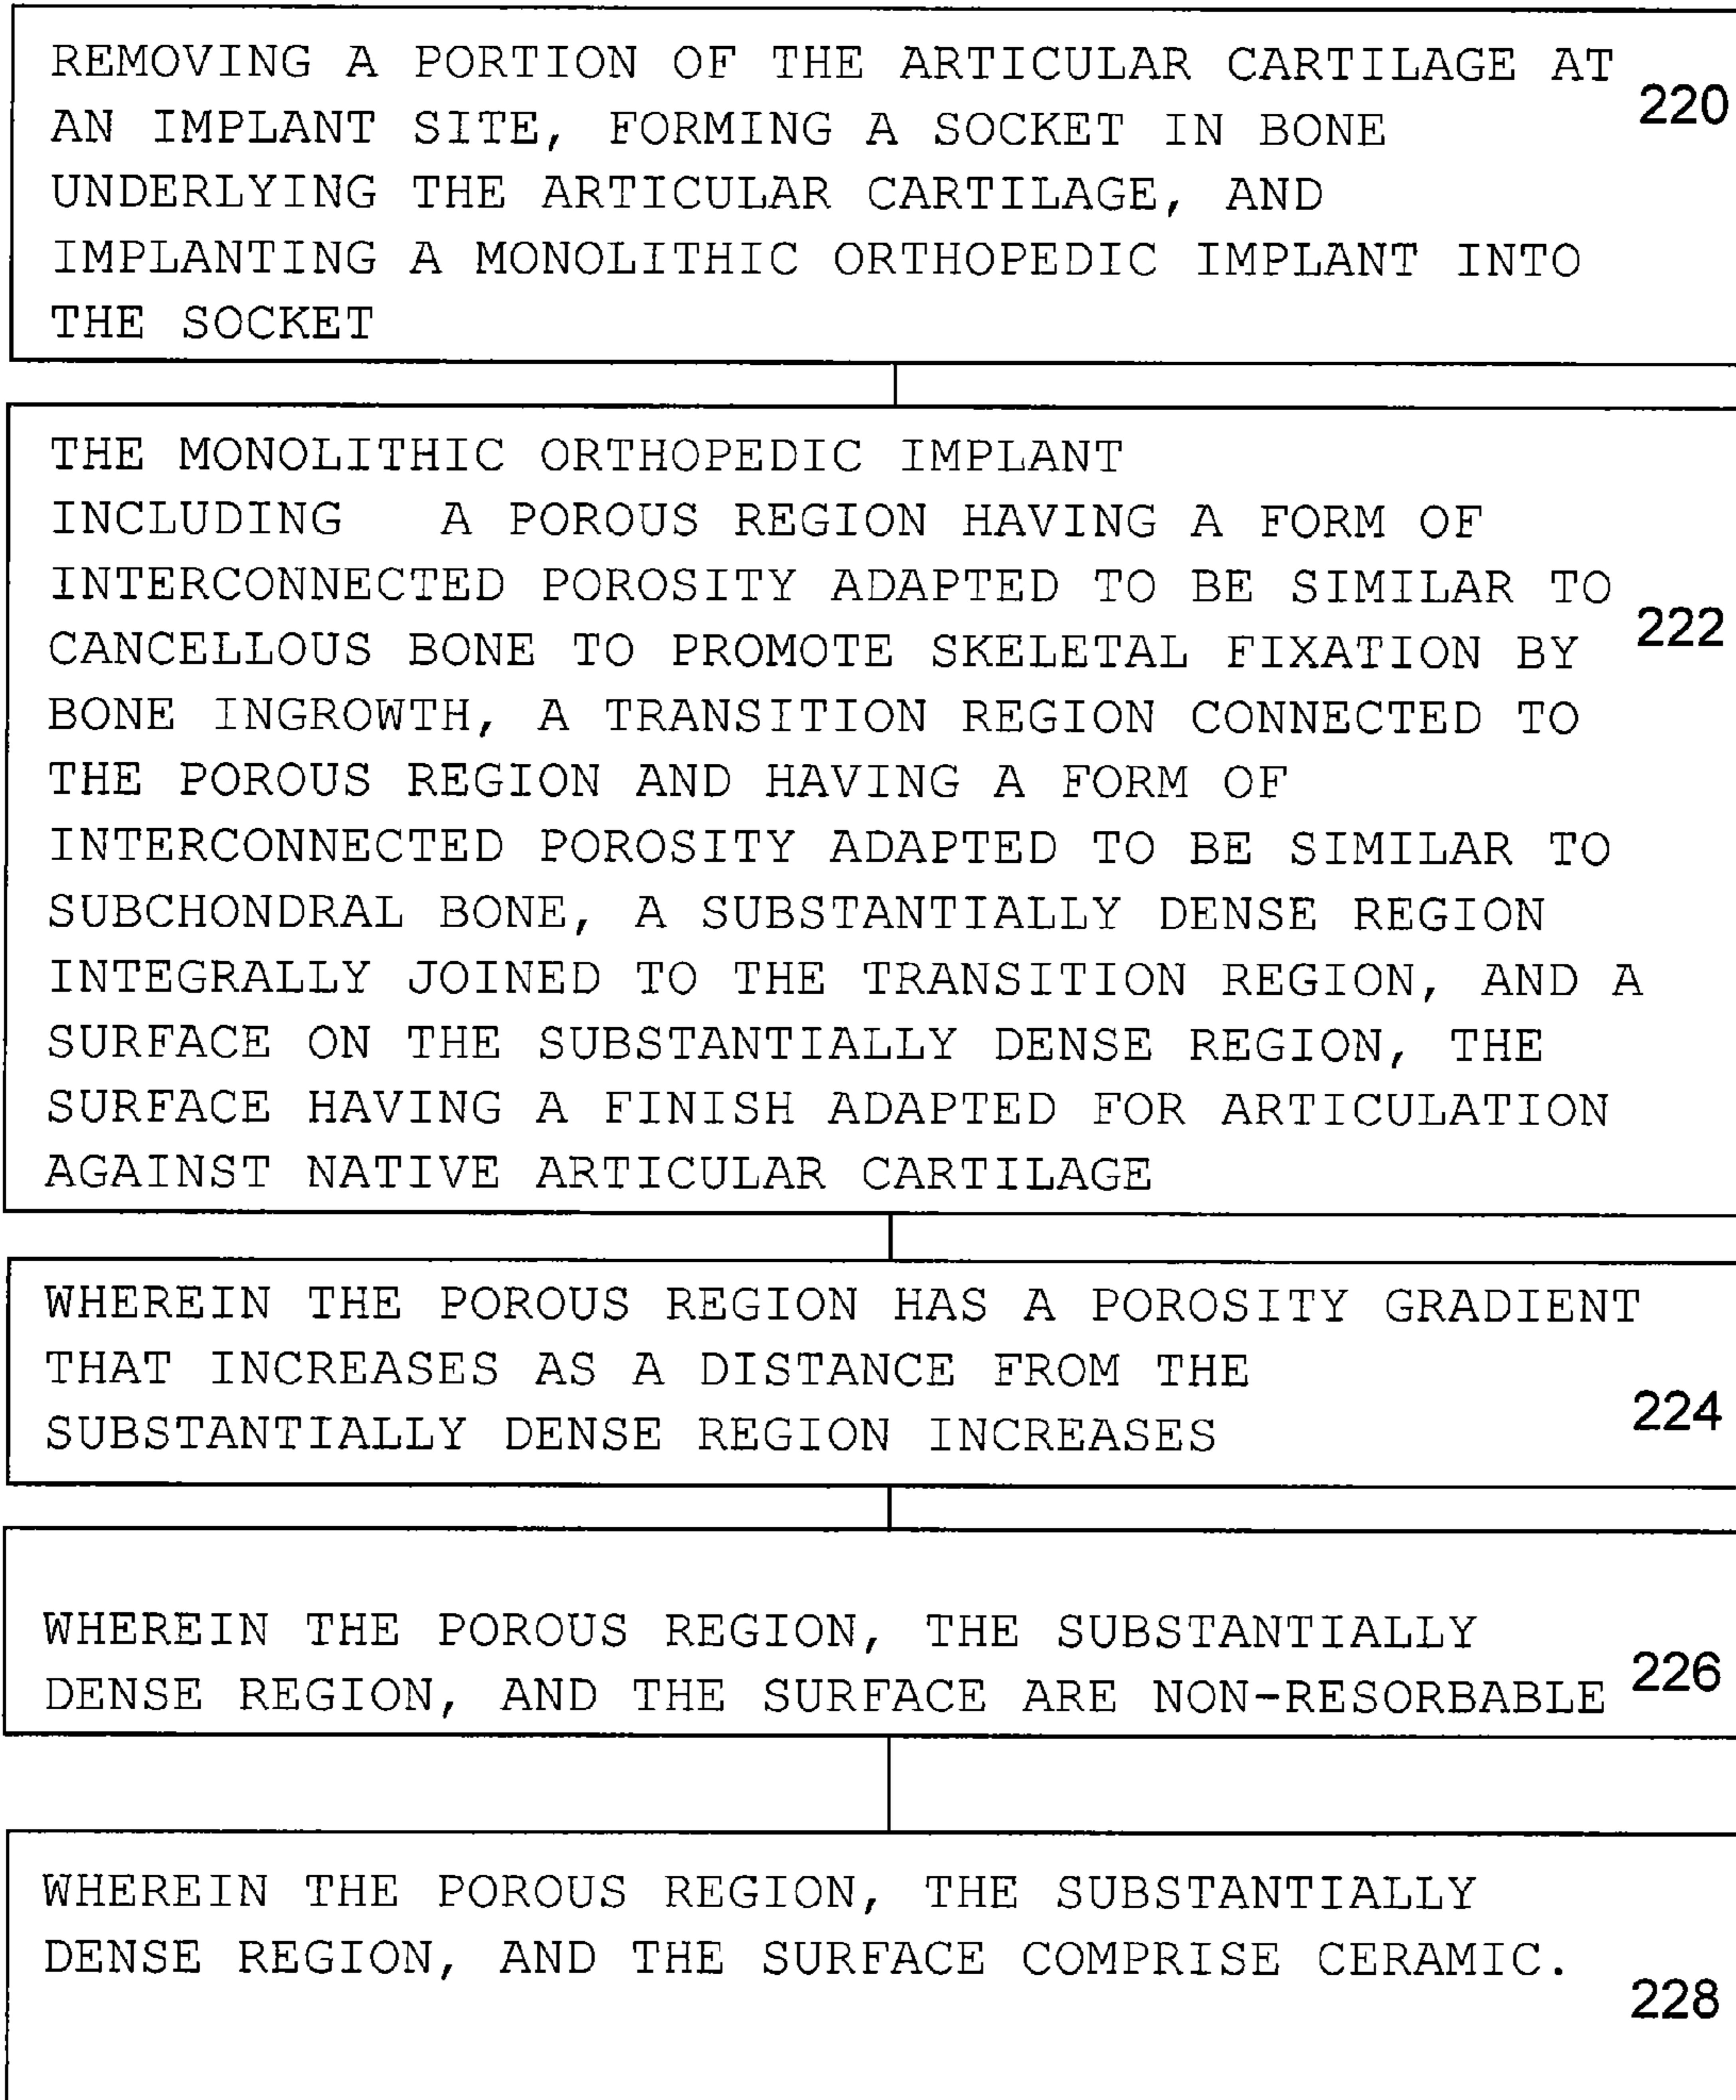 REMOVING A PORTION OF THE ARTICULAR CARTILAGE AT
220
AN IMPLANT SITE, FORMING A SOCKET IN BONE
UNDERLYING THE ARTICULAR CARTILAGE, AND
IMPLANTING A MONOLITHIC ORTHOPEDIC IMPLANT INTO
THE SOCKET
THE MONOLITHIC ORTHOPEDIC IMPLANT
INCLUDING A POROUS REGION HAVING A FORM OF
INTERCONNECTED POROSITY ADAPTED TO BE SIMILAR TO
222
CANCELLOUS BONE TO PROMOTE SKELETAL FIXATION BY
BONE INGROWTH, A TRANSITION REGION CONNECTED TO
THE POROUS REGION AND HAVING A FORM OF
INTERCONNECTED POROSITY ADAPTED TO BE SIMILAR TO
SUBCHONDRAL BONE, A SUBSTANTIALLY DENSE REGION
INTEGRALLY JOINED TO THE TRANSITION REGION, AND A
SURFACE ON THE SUBSTANTIALLY DENSE REGION, THE
SURFACE HAVING A FINISH ADAPTED FOR ARTICULATION
AGAINST NATIVE ARTICULAR CARTILAGE
WHEREIN THE POROUS REGION HAS A POROSITY GRADIENT
THAT INCREASES AS A DISTANCE FROM THE
SUBSTANTIALLY DENSE REGION INCREASES
224
WHEREIN THE POROUS REGION, THE SUBSTANTIALLY
DENSE REGION, AND THE SURFACE ARE NON-RESORBABLE
226
WHEREIN THE POROUS REGION, THE SUBSTANTIALLY
DENSE REGION, AND THE SURFACE COMPRISE CERAMIC.
228